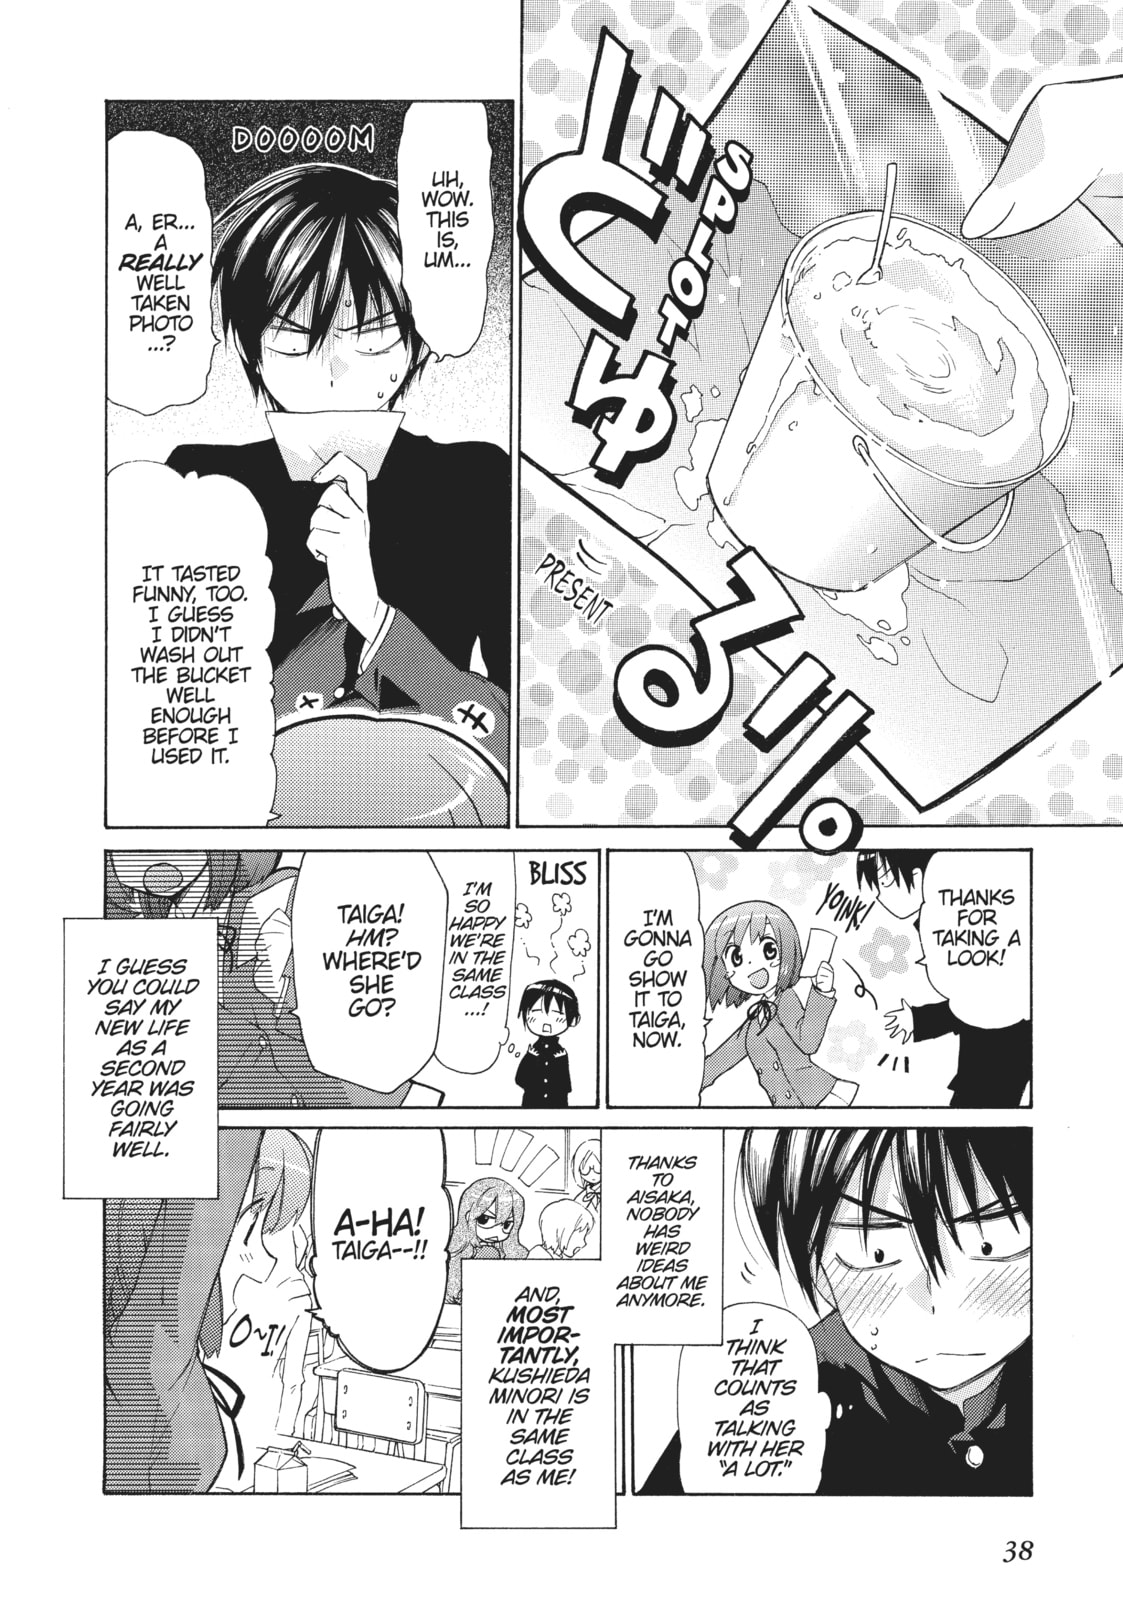 どじゅるり。
SPLOT
PRESENT
DOOOOM
UH,
WOW.
THIS
IS,
UM...
A, ER...
A
REALLY
WELL
TAKEN
PHOTO
...?
IT TASTED
FUNNY, TOO.
I GUESS
I DIDN'T
WASH OUT
THE BUCKET
WELL
ENOUGH
BEFORE I
USED IT.
THANKS
FOR
TAKING A
LOOK!
YOINK!
I'M
GONNA
GO
SHOW
IT TO
TAIGA,
NOW.
BLISS
I'M
SO
HAPPY
WE'RE
IN THE
SAME
CLASS
...!
TAIGA!
HM?
WHERE'D
SHE
GO?
I GUESS
YOU COULD
SAY MY
NEW LIFE
AS A
SECOND
YEAR WAS
GOING
FAIRLY
WELL.
I
THINK
THAT
COUNTS
AS
TALKING
WITH HER
"A LOT."
THANKS
TO
AISAKA,
NOBODY
HAS
WEIRD
IDEAS
ABOUT ME
ANYMORE.
AND,
MOST
IMPOR-
TANTLY,
KUSHIEDA
MINORI IS
IN THE
SAME
CLASS
AS ME!
A-HA!
TAIGA--!!
O~I!
38